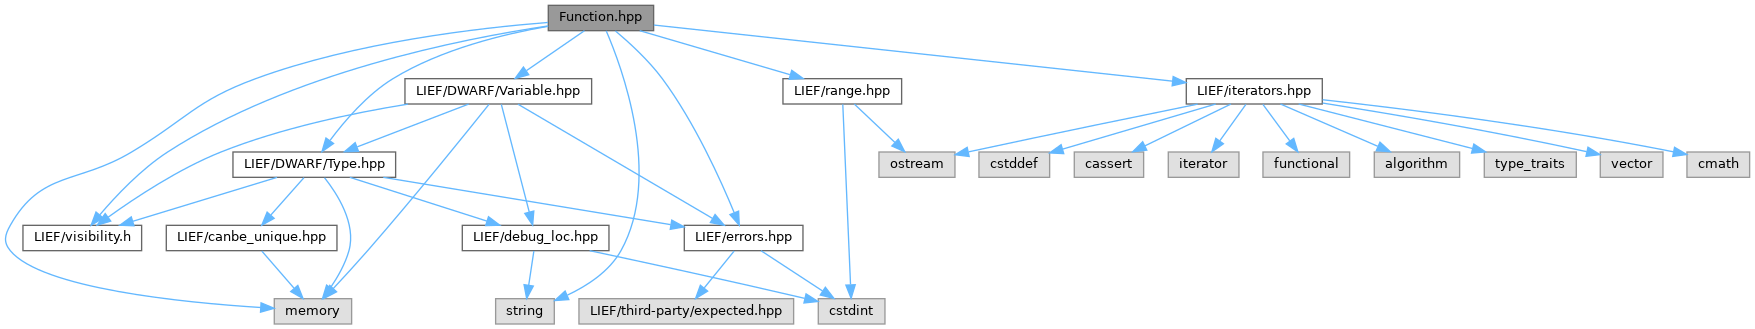 Function.hpp
LIEF/DWARF/Variable.hpp
LIEF/range.hpp
LIEF/iterators.hpp
LIEF/DWARF/Type.hpp
ostream
cstddef
cassert
iterator
functional
algorithm
type_traits
vector
cmath
LIEF/visibility.h
LIEF/canbe_unique.hpp
LIEF/debug_loc.hpp
LIEF/errors.hpp
memory
string
LIEF/third-party/expected.hpp
cstdint